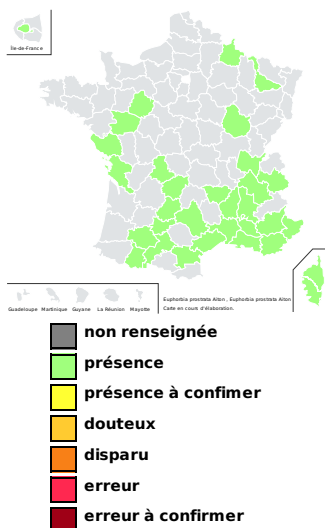 Île-de-France
Guadeloupe Martinique Guyane La Réunion Mayotte
Euphorbia prostrata Aiton , Euphorbia prostrata Aiton
Carte en cours d'élaboration.
non renseignée
présence
présence à confimer
douteux
disparu
erreur
erreur à confirmer